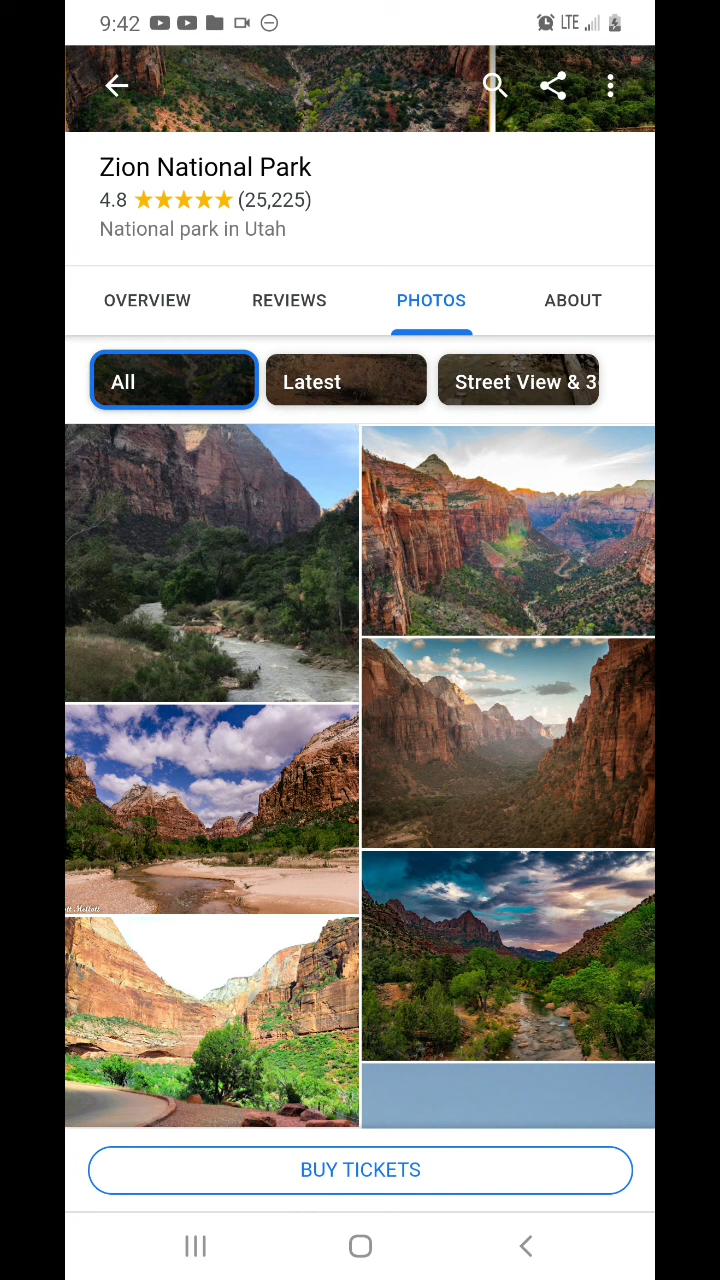 9:42 LTE
Zion National Park
4.8 (25,225)
National park in Utah
OVERVIEW REVIEWS PHOTOS ABOUT
All Latest Street View & 3
Mellott
BUY TICKETS